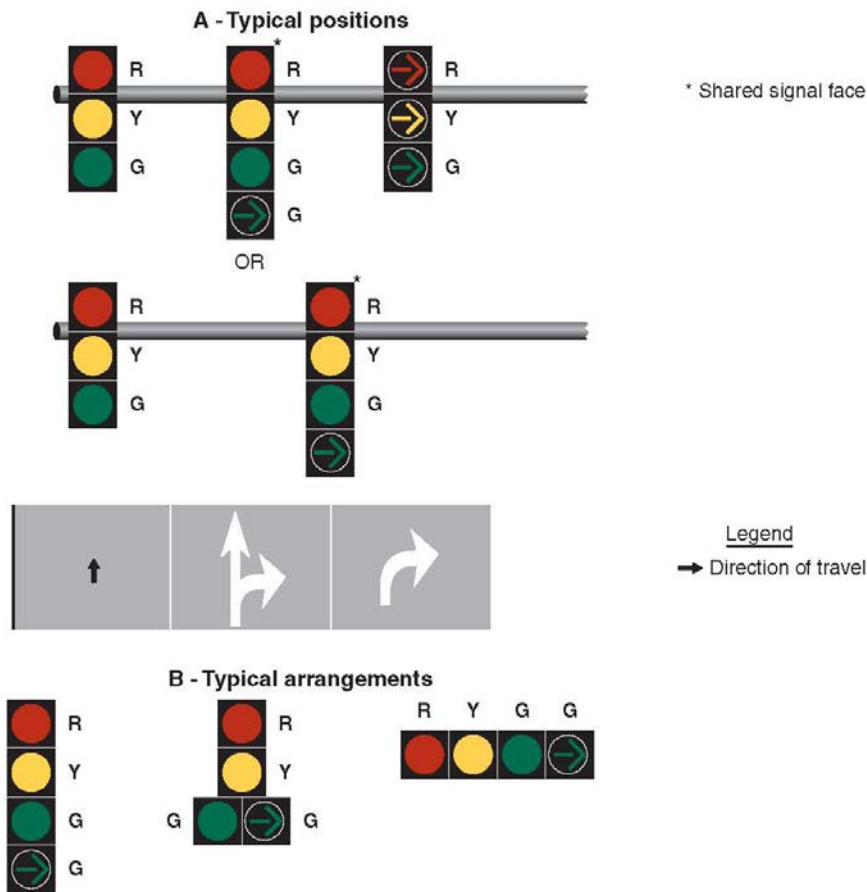 A - Typical positions
* Shared signal face
R * R R
Y Y Y
G G G
G
OR
R * R
Y Y
G G
Legend
Direction of travel
B - Typical arrangements
R R R Y G G
Y Y
G G G
G